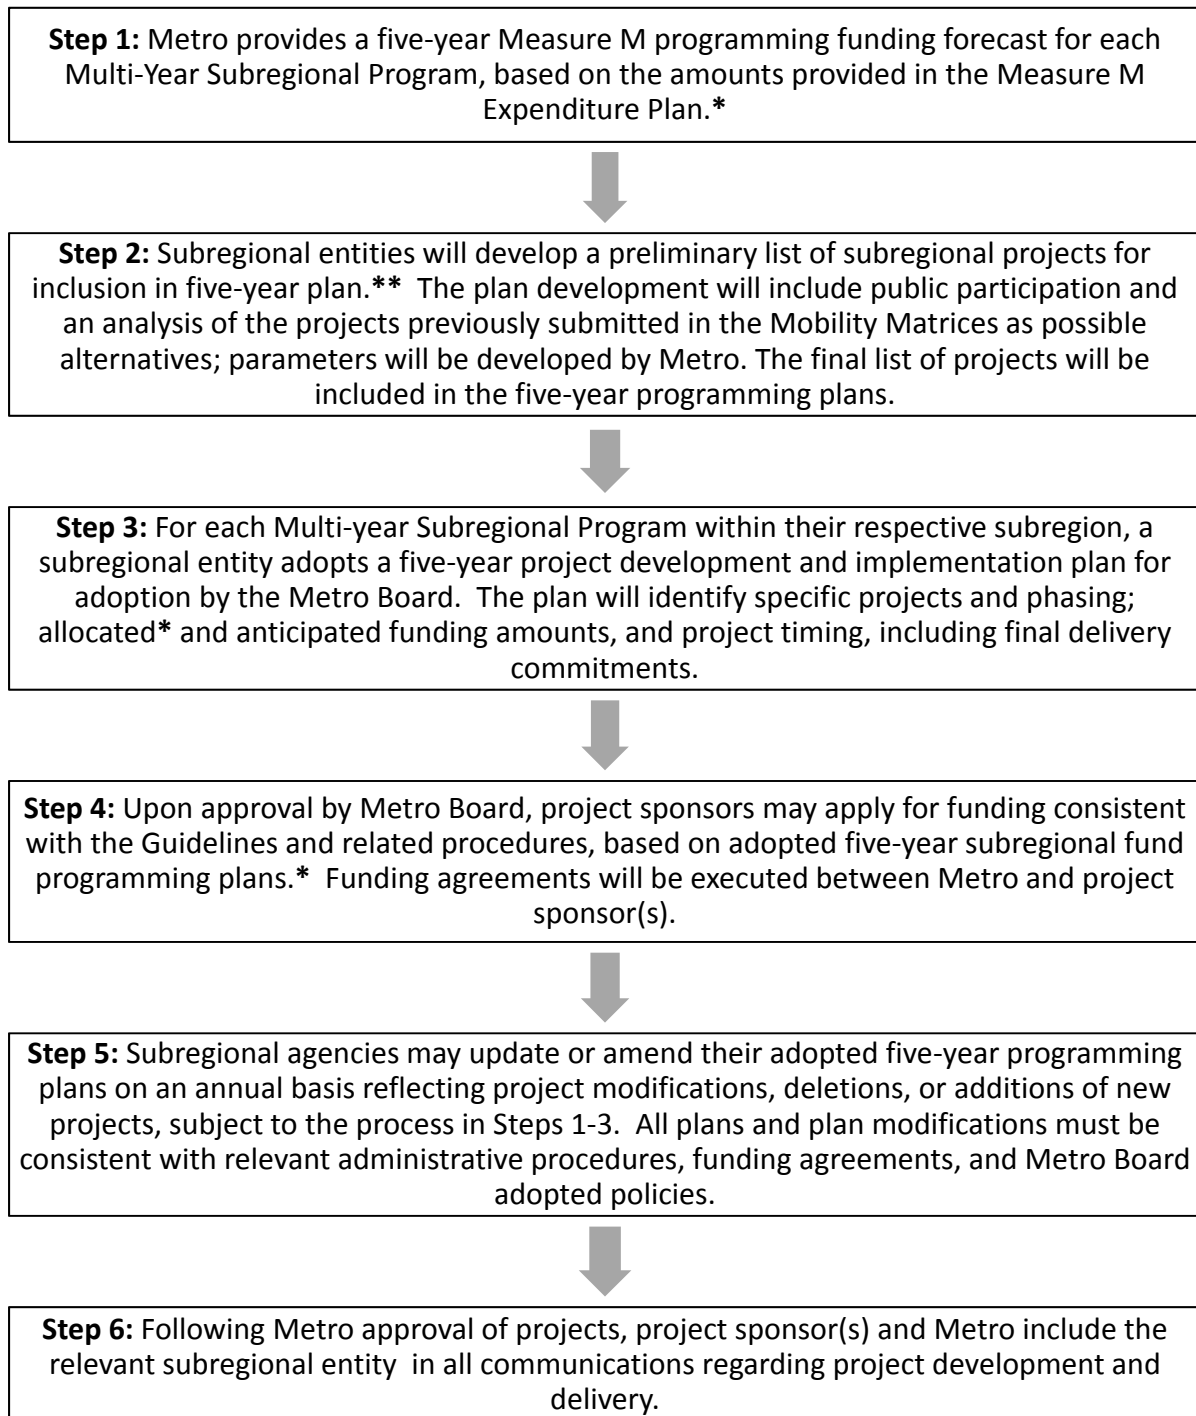 Step 1: Metro provides a five-year Measure M programming funding forecast for each
Multi-Year Subregional Program, based on the amounts provided in the Measure M
Expenditure Plan.*
Step 2: Subregional entities will develop a preliminary list of subregional projects for
inclusion in five-year plan.** The plan development will include public participation and
an analysis of the projects previously submitted in the Mobility Matrices as possible
alternatives; parameters will be developed by Metro. The final list of projects will be
included in the five-year programming plans.
Step 3: For each Multi-year Subregional Program within their respective subregion, a
subregional entity adopts a five-year project development and implementation plan for
adoption by the Metro Board. The plan will identify specific projects and phasing;
allocated* and anticipated funding amounts, and project timing, including final delivery
commitments.
Step 4: Upon approval by Metro Board, project sponsors may apply for funding consistent
with the Guidelines and related procedures, based on adopted five-year subregional fund
programming plans.* Funding agreements will be executed between Metro and project
sponsor(s).
Step 5: Subregional agencies may update or amend their adopted five-year programming
plans on an annual basis reflecting project modifications, deletions, or additions of new
projects, subject to the process in Steps 1-3. All plans and plan modifications must be
consistent with relevant administrative procedures, funding agreements, and Metro Board
adopted policies.
Step 6: Following Metro approval of projects, project sponsor(s) and Metro include the
relevant subregional entity in all communications regarding project development and
delivery.